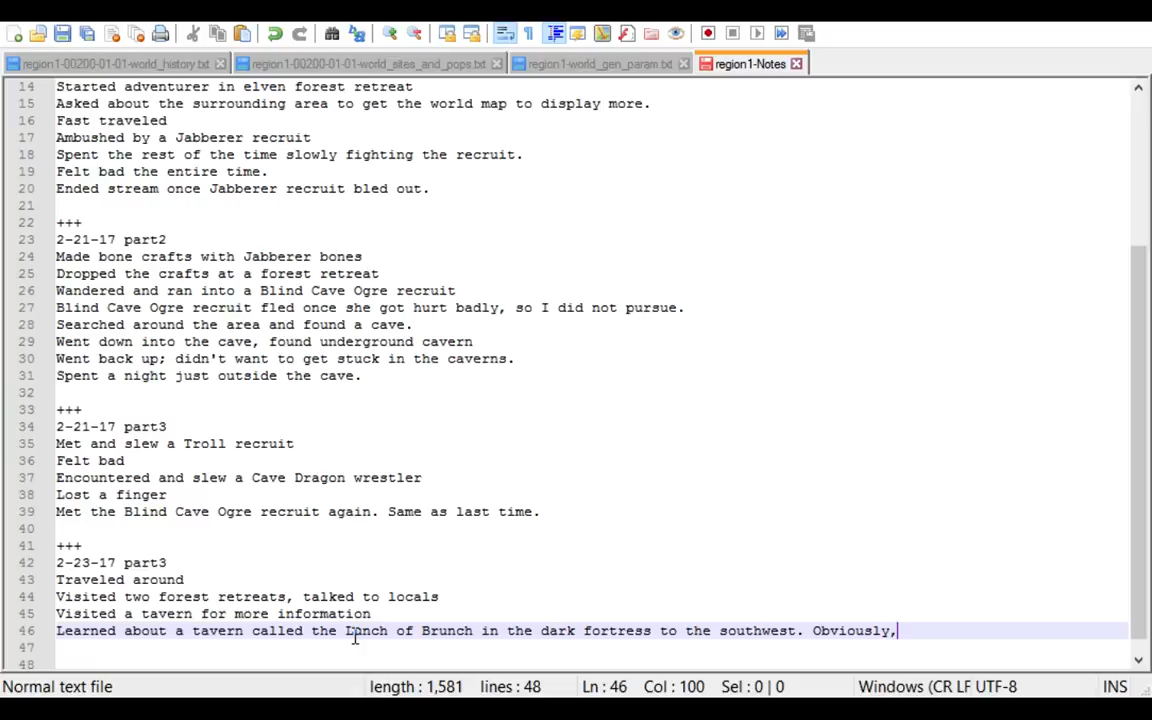 region1-00200-01-01-world_history.txt region1-00200-01-01-world_sites_and_pops.txt region1-world_gen_param.txt region1-Notes
14 Started adventurer in elven forest retreat
15 Asked about the surrounding area to get the world map to display more.
16 Fast traveled
17 Ambushed by a Jabberer recruit
18 Spent the rest of the time slowly fighting the recruit.
19 Felt bad the entire time.
20 Ended stream once Jabberer recruit bled out.
21
22 +++
23 2-21-17 part2
24 Made bone crafts with Jabberer bones
25 Dropped the crafts at a forest retreat
26 Wandered and ran into a Blind Cave Ogre recruit
27 Blind Cave Ogre recruit fled once she got hurt badly, so I did not pursue.
28 Searched around the area and found a cave.
29 Went down into the cave, found underground cavern
30 Went back up; didn't want to get stuck in the caverns.
31 Spent a night just outside the cave.
32
33 +++
34 2-21-17 part3
35 Met and slew a Troll recruit
36 Felt bad
37 Encountered and slew a Cave Dragon wrestler
38 Lost a finger
39 Met the Blind Cave Ogre recruit again. Same as last time.
40
41 +++
42 2-23-17 part3
43 Traveled around
44 Visited two forest retreats, talked to locals
45 Visited a tavern for more information
46 Learned about a tavern called the Lunch of Brunch in the dark fortress to the southwest. Obviously,
47
48
Normal text file length : 1,581 lines : 48 Ln : 46 Col : 100 Sel : 0 | 0 Windows (CR LF UTF-8 INS